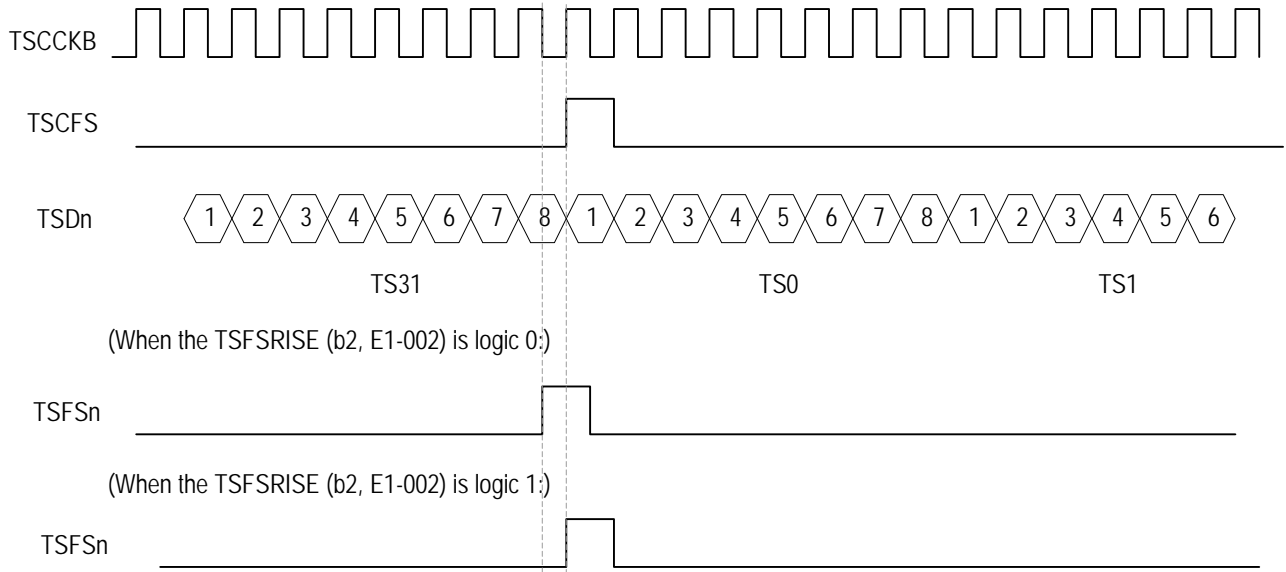 TSCCKB
TSCFS
TSDn 1 2 3 4 5 6 7 8 1 2 3 4 5 6 7 8 1 2 3 4 5 6
TS31 TS0 TS1
(When the TSFSRISE (b2, E1-002) is logic 0:)
TSFSn
(When the TSFSRISE (b2, E1-002) is logic 1:)
TSFSn